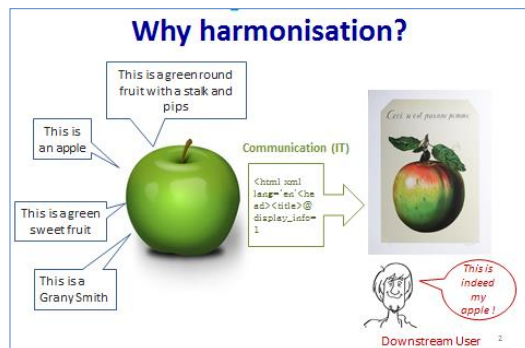 Why harmonisation?
This is a green round
fruit with a stalk and
pips
This is
an apple
Communication (IT)
<html xml
lang='en'<he
ad><title>@
display_info=
1
Ceci n'est pas une pomme.
This is a green
sweet fruit
This is a
Grany Smith
This is
indeed
my
apple !
Downstream User
2